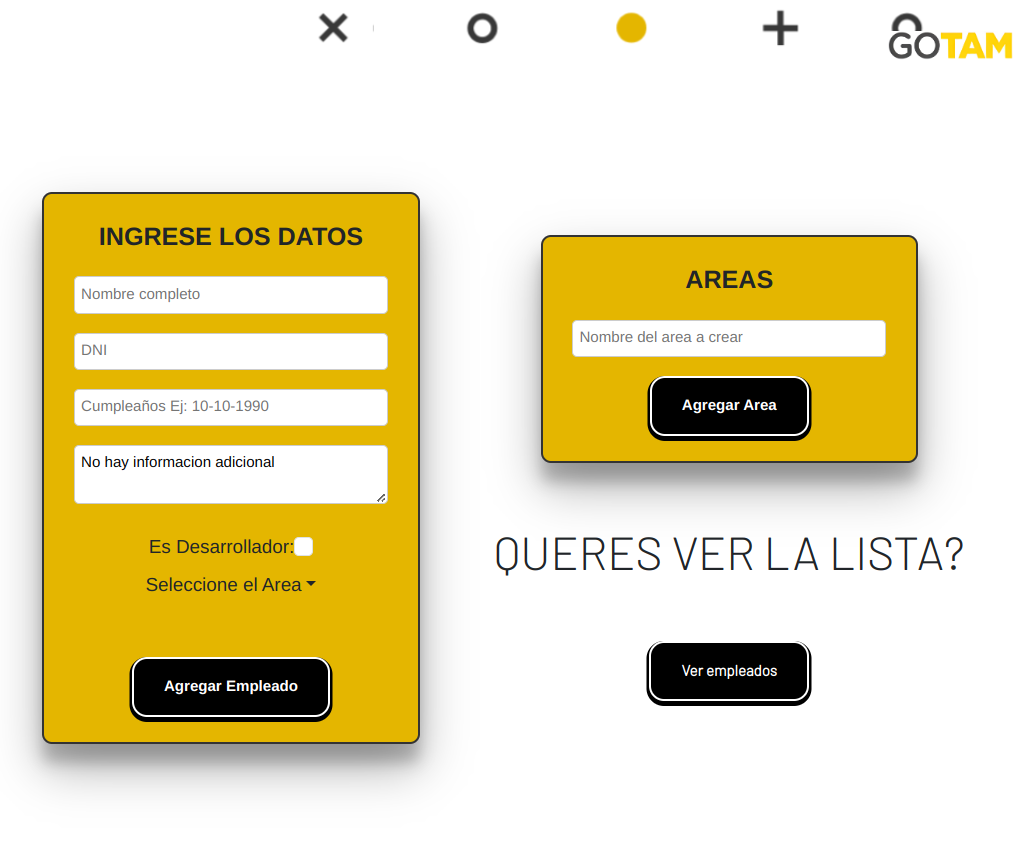 GOTAM
INGRESE LOS DATOS
Nombre completo
DNI
Cumpleaños Ej: 10-10-1990
No hay informacion adicional
Es Desarrollador:
Seleccione el Area
Agregar Empleado
AREAS
Nombre del area a crear
Agregar Area
QUERES VER LA LISTA?
Ver empleados